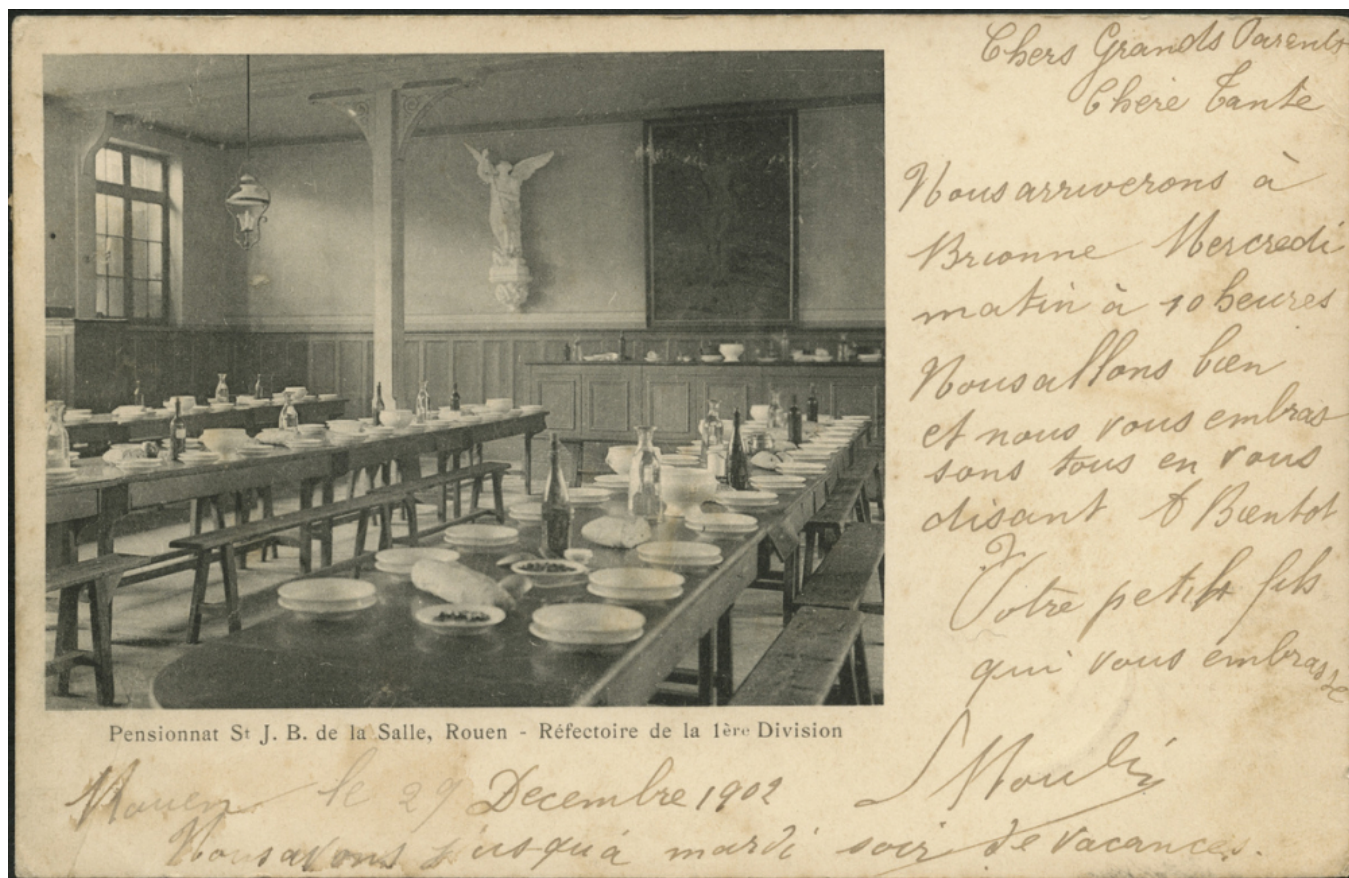 Chers Grands Parents
Chère Tante
Nous arriverons à
Brionne Mercredi
matin à 10 heures
Nous allons bien
et nous vous embras
sons tous en vous
disant A Bientot
Votre petit fils
qui vous embrasse
Moulin
Pensionnat St J. B. de la Salle, Rouen - Réfectoire de la 1ère Division
Rouen le 29 Decembre 1902
Nous avons jusqu'à mardi soir de vacances.